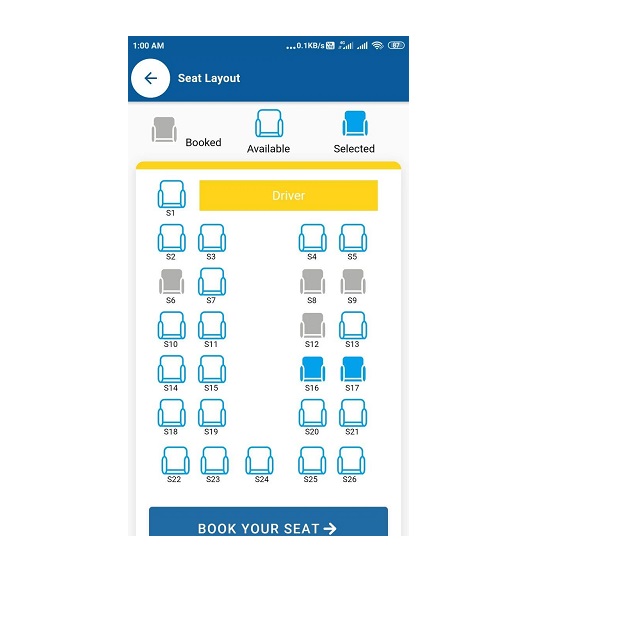 1:00 AM ...0.1KB/s 4G 87
Seat Layout
Booked Available Selected
Driver
S1
S2 S3 S4 S5
S6 S7 S8 S9
S10 S11 S12 S13
S14 S15 S16 S17
S18 S19 S20 S21
S22 S23 S24 S25 S26
BOOK YOUR SEAT